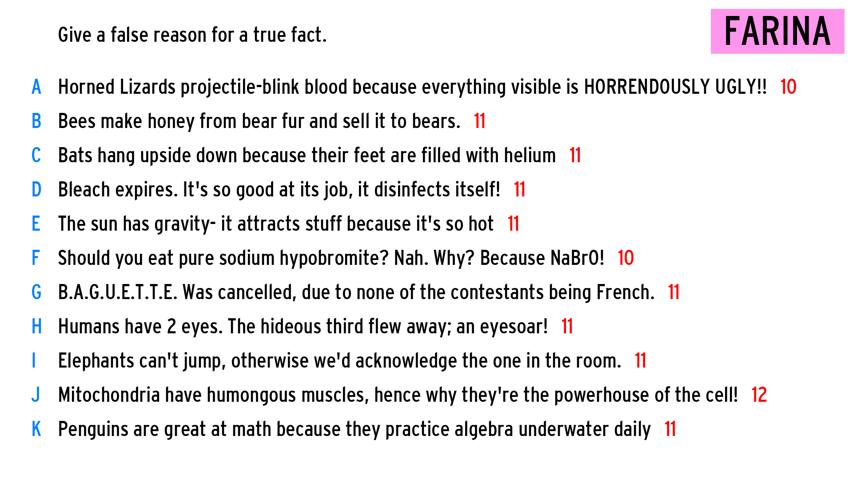 Give a false reason for a true fact.
FARINA
A Horned Lizards projectile-blink blood because everything visible is HORRENDOUSLY UGLY!! 10
B Bees make honey from bear fur and sell it to bears. 11
C Bats hang upside down because their feet are filled with helium 11
D Bleach expires. It's so good at its job, it disinfects itself! 11
E The sun has gravity- it attracts stuff because it's so hot 11
F Should you eat pure sodium hypobromite? Nah. Why? Because NaBrO! 10
G B.A.G.U.E.T.T.E. Was cancelled, due to none of the contestants being French. 11
H Humans have 2 eyes. The hideous third flew away; an eyesoar! 11
I Elephants can't jump, otherwise we'd acknowledge the one in the room. 11
J Mitochondria have humongous muscles, hence why they're the powerhouse of the cell! 12
K Penguins are great at math because they practice algebra underwater daily 11